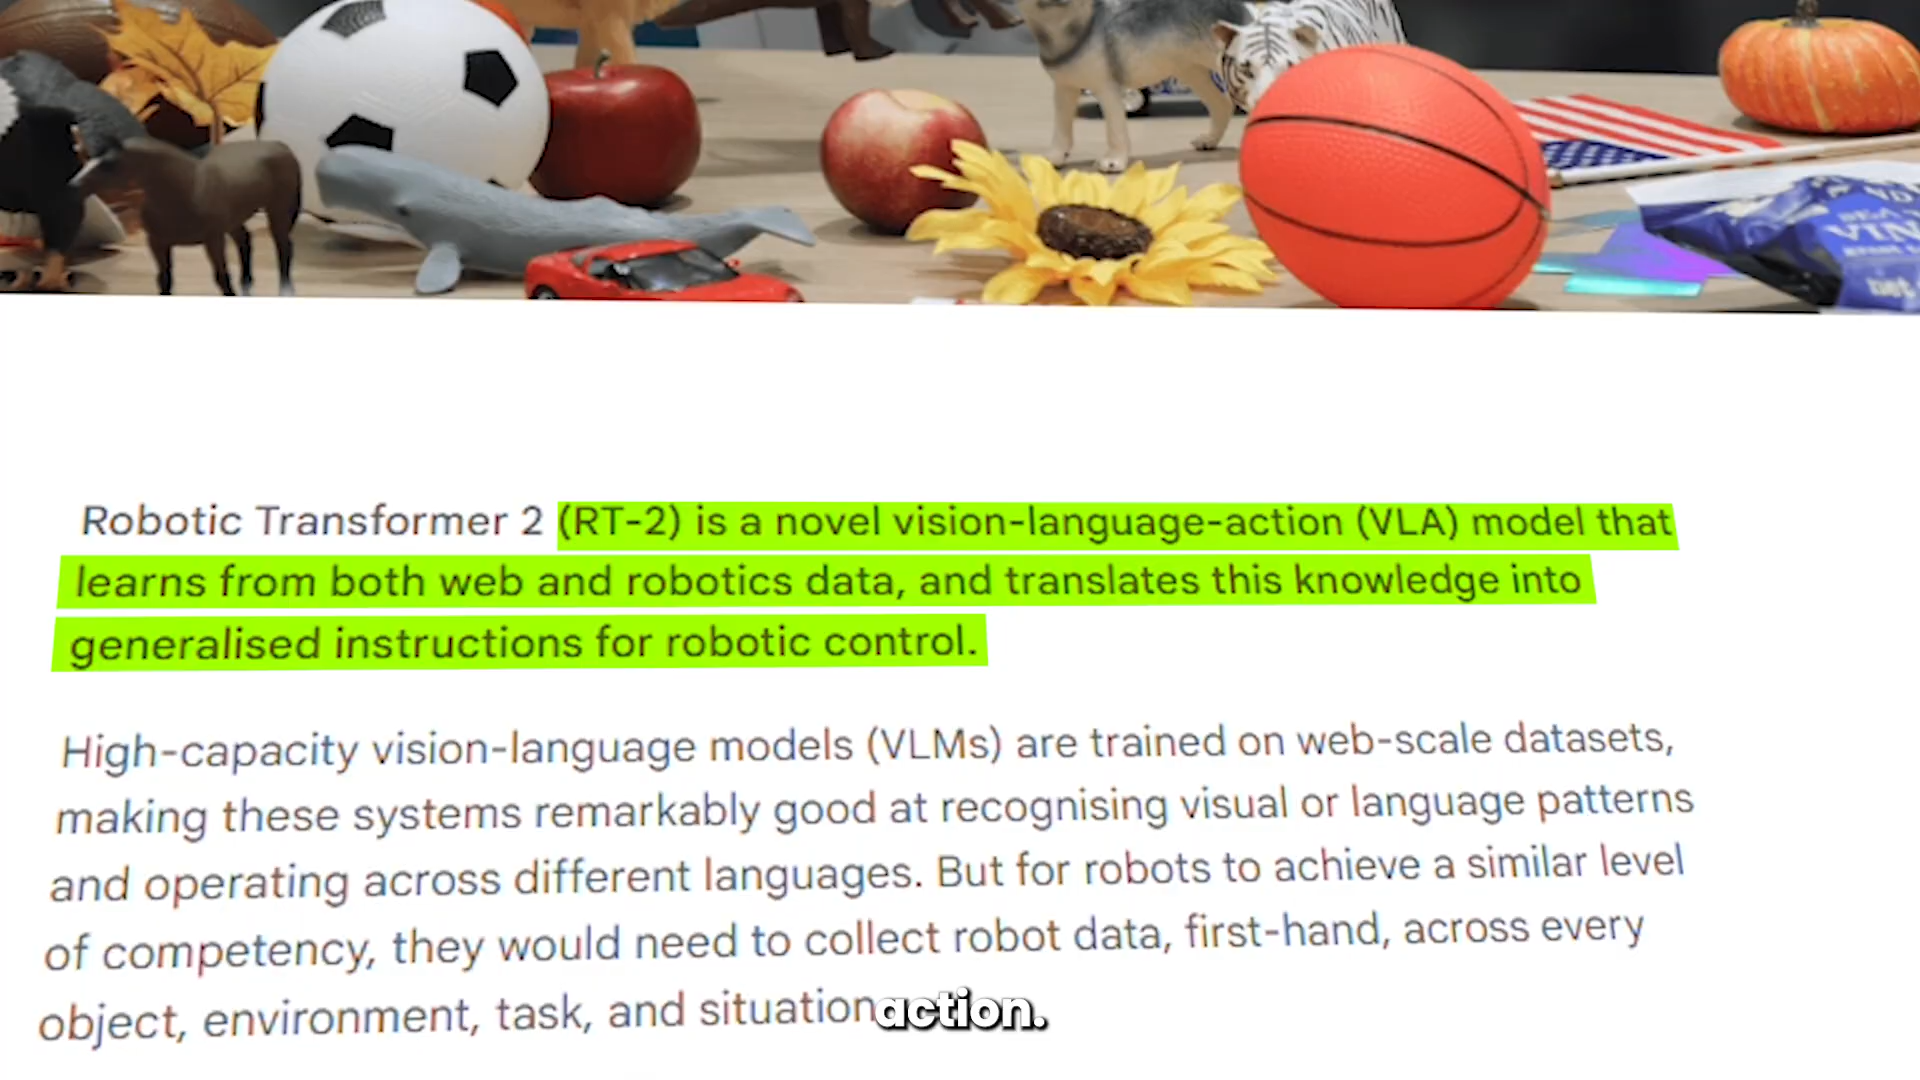 VIN
net
Robotic Transformer 2 (RT-2) is a novel vision-language-action (VLA) model that
learns from both web and robotics data, and translates this knowledge into
generalised instructions for robotic control.
High-capacity vision-language models (VLMs) are trained on web-scale datasets,
making these systems remarkably good at recognising visual or language patterns
and operating across different languages. But for robots to achieve a similar level
of competency, they would need to collect robot data, first-hand, across every
object, environment, task, and situation
action.